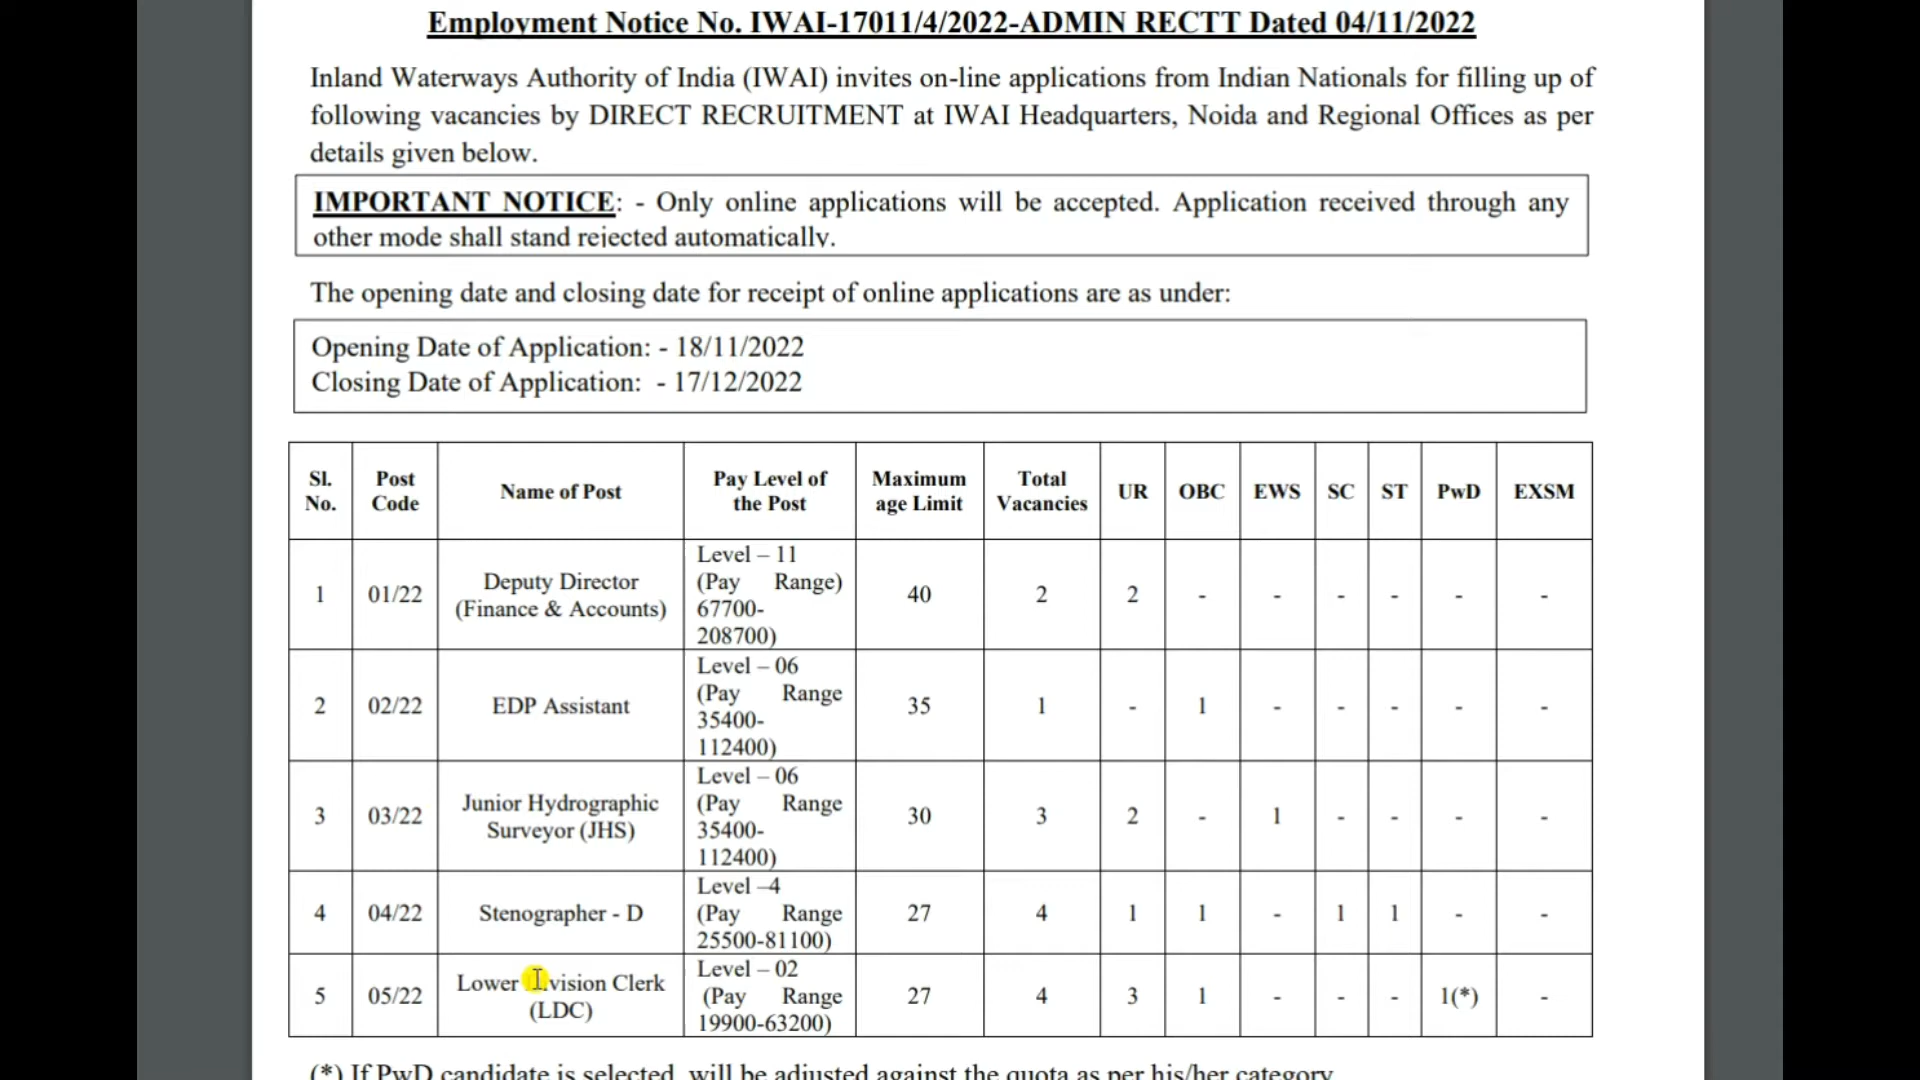 Employment Notice No. IWAI-17011/4/2022-ADMIN RECTT Dated 04/11/2022
Inland Waterways Authority of India (IWAI) invites on-line applications from Indian Nationals for filling up of
following vacancies by DIRECT RECRUITMENT at IWAI Headquarters, Noida and Regional Offices as per
details given below.
IMPORTANT NOTICE: - Only online applications will be accepted. Application received through any
other mode shall stand rejected automatically.
The opening date and closing date for receipt of online applications are as under:
Opening Date of Application: - 18/11/2022
Closing Date of Application: - 17/12/2022
Sl. No. Post Code Name of Post Pay Level of the Post Maximum age Limit Total Vacancies UR OBC EWS SC ST PwD EXSM
1 01/22 Deputy Director (Finance & Accounts) Level – 11 (Pay Range) 67700-208700) 40 2 2 - - - - - -
2 02/22 EDP Assistant Level – 06 (Pay Range 35400-112400) 35 1 - 1 - - - - -
3 03/22 Junior Hydrographic Surveyor (JHS) Level – 06 (Pay Range 35400-112400) 30 3 2 - 1 - - - -
4 04/22 Stenographer - D Level –4 (Pay Range 25500-81100) 27 4 1 1 - 1 1 - -
5 05/22 Lower Division Clerk (LDC) Level – 02 (Pay Range 19900-63200) 27 4 3 1 - - - 1(*) -
(*) If PwD candidate is selected, will be adjusted against the quota as per his/her category